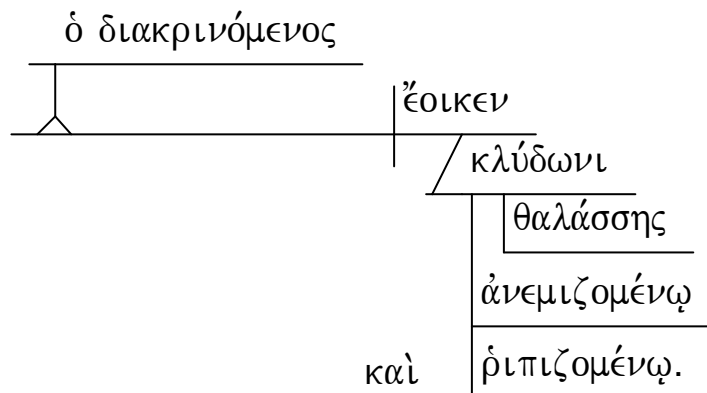 ὁ διακρινόμενος
ἔοικεν
κλύδωνι
θαλάσσης
ἀνεμιζομένῳ
καὶ ῥιπιζομένῳ.